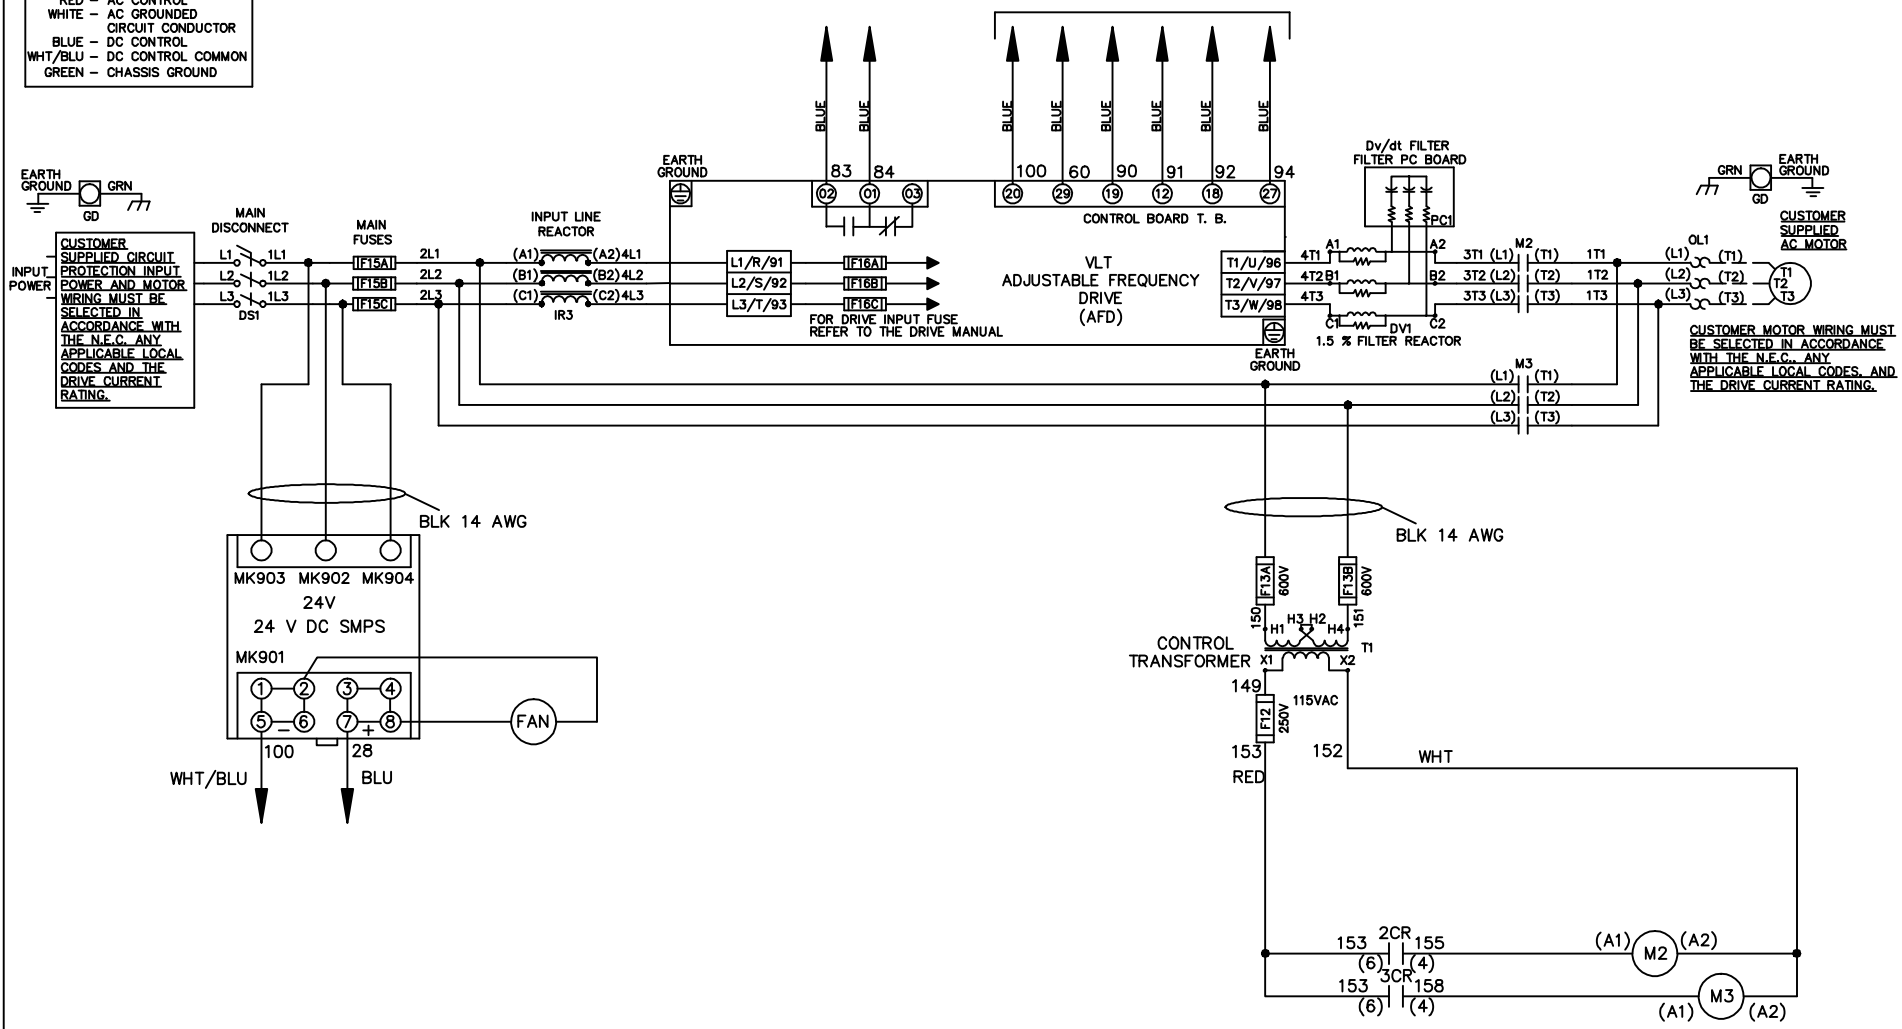 RED – AC CONTROL
WHITE – AC GROUNDED
CIRCUIT CONDUCTOR
BLUE – DC CONTROL
WHT/BLU – DC CONTROL COMMON
GREEN – CHASSIS GROUND
BLUE
BLUE
BLUE
BLUE
BLUE
BLUE
BLUE
BLUE
EARTH
GROUND
GRN
GD
INPUT
POWER
CUSTOMER
SUPPLIED CIRCUIT
PROTECTION INPUT
POWER AND MOTOR
WIRING MUST BE
SELECTED IN
ACCORDANCE WITH
THE N.E.C. ANY
APPLICABLE LOCAL
CODES AND THE
DRIVE CURRENT
RATING.
MAIN
DISCONNECT
L1 1L1
L2 1L2
L3 1L3
DS1
MAIN
FUSES
F15A
F15B
F15C
2L1
2L2
2L3
INPUT LINE
REACTOR
(A1) (A2) 4L1
(B1) (B2) 4L2
(C1) (C2) 4L3
IR3
EARTH
GROUND
83 84
02 01 03
L1/R/91
L2/S/92
L3/T/93
F16A
F16B
F16C
FOR DRIVE INPUT FUSE
REFER TO THE DRIVE MANUAL
100 60 90 91 92 94
20 29 19 12 18 27
CONTROL BOARD T. B.
VLT
ADJUSTABLE FREQUENCY
DRIVE
(AFD)
T1/U/96
T2/V/97
T3/W/98
EARTH
GROUND
4T1
4T2
4T3
Dv/dt FILTER
FILTER PC BOARD
PC1
A1 A2
B1 B2
C1 C2
DV1
1.5 % FILTER REACTOR
M2
3T1 (L1) (T1) 1T1
3T2 (L2) (T2) 1T2
3T3 (L3) (T3) 1T3
M3
(L1) (T1)
(L2) (T2)
(L3) (T3)
OL1
(L1) (T1)
(L2) (T2)
(L3) (T3)
T1
T2
T3
GRN
EARTH
GROUND
GD
CUSTOMER
SUPPLIED
AC MOTOR
CUSTOMER MOTOR WIRING MUST
BE SELECTED IN ACCORDANCE
WITH THE N.E.C., ANY
APPLICABLE LOCAL CODES, AND
THE DRIVE CURRENT RATING.
BLK 14 AWG
MK903 MK902 MK904
24V
24 V DC SMPS
MK901
1 2 3 4
5 – 6 7 + 8
FAN
100 28
WHT/BLU BLU
BLK 14 AWG
F13A
600V
F13B
600V
150
151
H3 H2
H1 H4
T1
CONTROL
TRANSFORMER
X1 X2
149
115VAC
F12
250V
153 152
RED
WHT
2CR
153 155
(6) (4)
(A1) M2 (A2)
3CR
153 158
(6) (4)
(A1) M3 (A2)